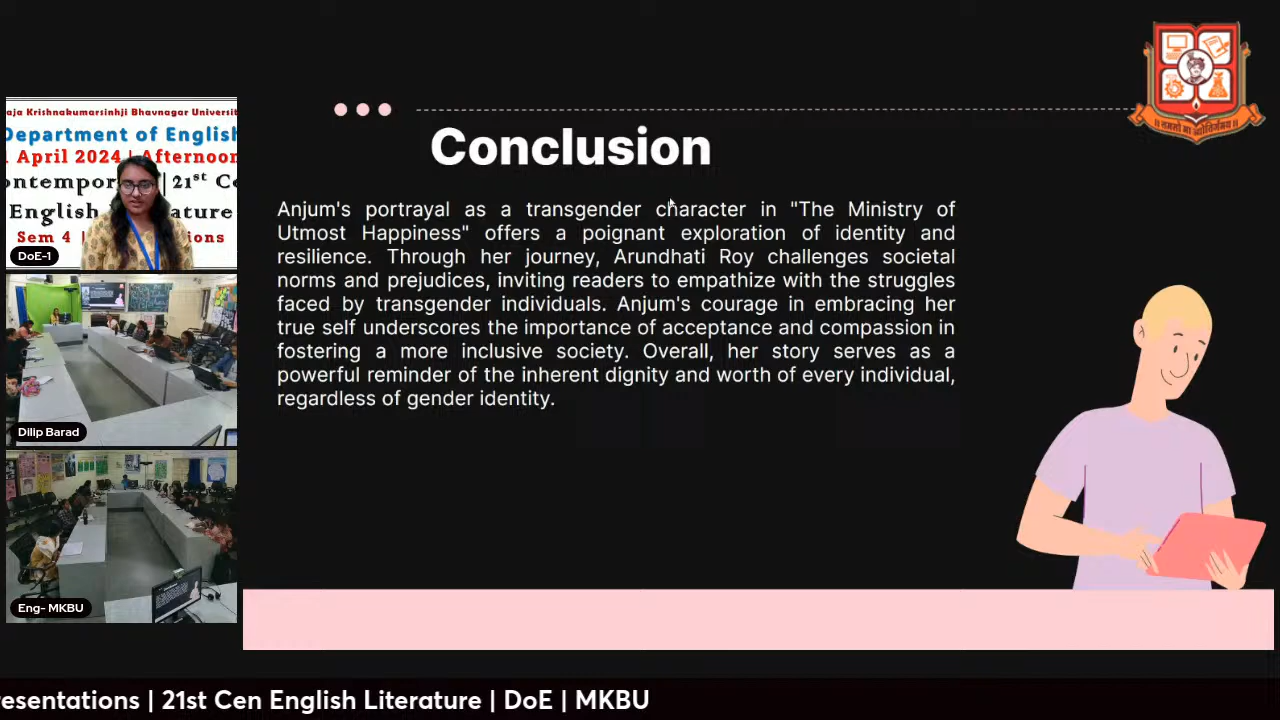 aja Krishnakumarsinhji Bhavnagar Universit
Department of English
April 2024 | Afternoon
ontempor | 21st Ce
English ature
Sem 4 | ions
DoE-1
Dilip Barad
Eng- MKBU
Conclusion
Anjum's portrayal as a transgender character in "The Ministry of
Utmost Happiness" offers a poignant exploration of identity and
resilience. Through her journey, Arundhati Roy challenges societal
norms and prejudices, inviting readers to empathize with the struggles
faced by transgender individuals. Anjum's courage in embracing her
true self underscores the importance of acceptance and compassion in
fostering a more inclusive society. Overall, her story serves as a
powerful reminder of the inherent dignity and worth of every individual,
regardless of gender identity.
॥ तमसो मा ज्योतिर्गमय ॥
resentations | 21st Cen English Literature | DoE | MKBU